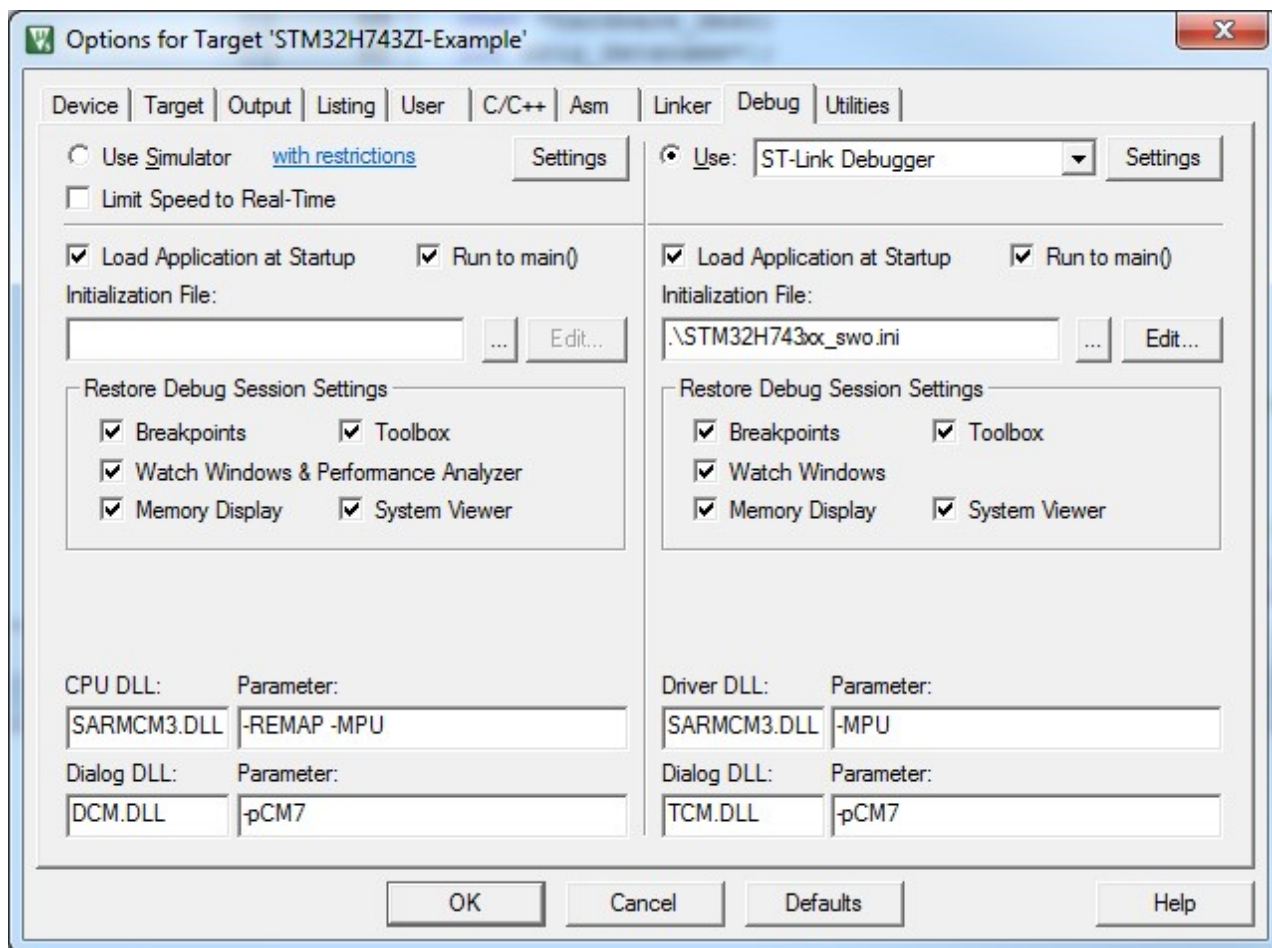 Options for Target 'STM32H743ZI-Example'
Device Target Output Listing User C/C++ Asm Linker Debug Utilities
Use Simulator with restrictions Settings
Limit Speed to Real-Time
Use: ST-Link Debugger Settings
Load Application at Startup Run to main()
Initialization File:
... Edit...
Restore Debug Session Settings
Breakpoints Toolbox
Watch Windows & Performance Analyzer
Memory Display System Viewer
CPU DLL: Parameter:
SARMCM3.DLL -REMAP -MPU
Dialog DLL: Parameter:
DCM.DLL -pCM7
Load Application at Startup Run to main()
Initialization File:
.\STM32H743xx_swo.ini ... Edit...
Restore Debug Session Settings
Breakpoints Toolbox
Watch Windows
Memory Display System Viewer
Driver DLL: Parameter:
SARMCM3.DLL -MPU
Dialog DLL: Parameter:
TCM.DLL -pCM7
OK Cancel Defaults Help